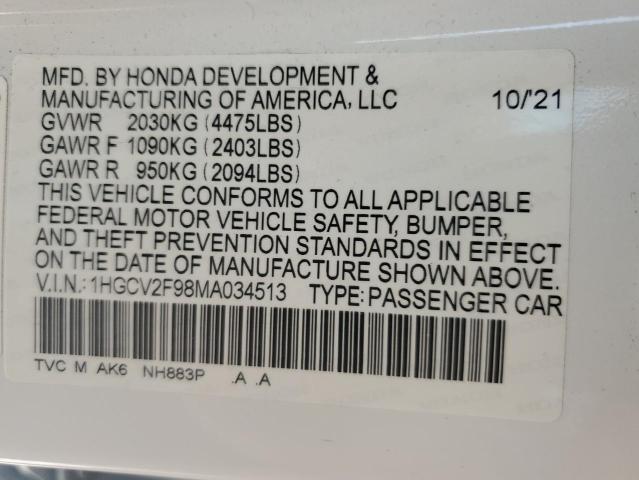 MFD. BY HONDA DEVELOPMENT &
MANUFACTURING OF AMERICA, LLC 10/'21
GVWR 2030KG (4475LBS)
GAWR F 1090KG (2403LBS)
GAWR R 950KG (2094LBS)
THIS VEHICLE CONFORMS TO ALL APPLICABLE
FEDERAL MOTOR VEHICLE SAFETY, BUMPER,
AND THEFT PREVENTION STANDARDS IN EFFECT
ON THE DATE OF MANUFACTURE SHOWN ABOVE.
V.I.N.:1HGCV2F98MA034513 TYPE:PASSENGER CAR
TVC M AK6 NH883P .A .A